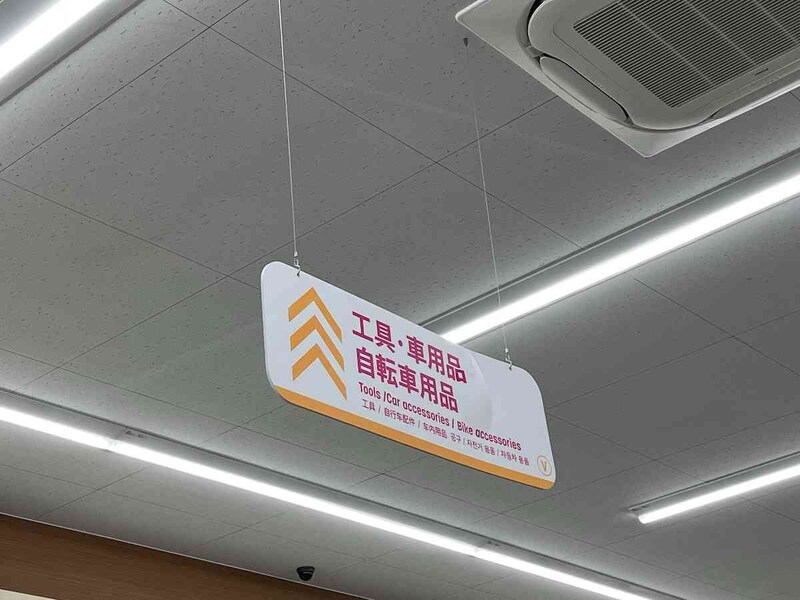 工具・車用品
自転車用品
Tools /Car accessories / Bike accessories
工具 / 自行车配件 / 车内用品 공구 / 자전거 용품 / 자동차 용품
V